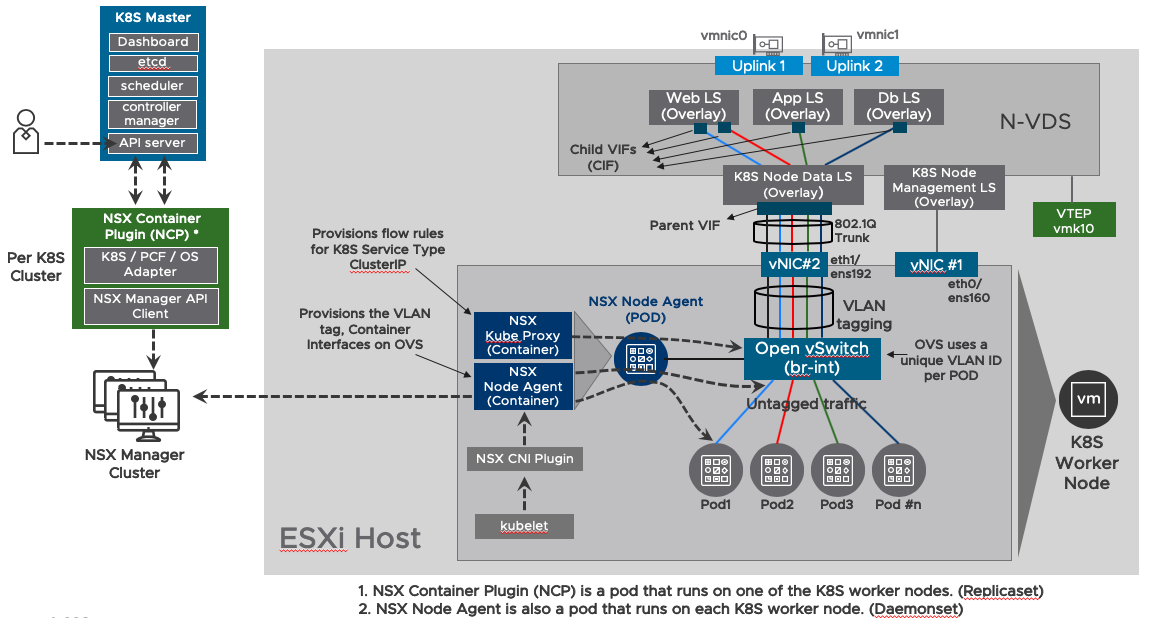 K8S Master
Dashboard
etcd
scheduler
controller
manager
API server
NSX Container
Plugin (NCP) *
K8S / PCF / OS
Adapter
NSX Manager API
Client
Per K8S
Cluster
NSX Manager
Cluster
vmnic0
vmnic1
Uplink 1
Uplink 2
N-VDS
Web LS
(Overlay)
App LS
(Overlay)
Db LS
(Overlay)
Child VIFs
(CIF)
K8S Node Data LS
(Overlay)
K8S Node
Management LS
(Overlay)
Parent VIF
802.1Q
Trunk
VTEP
vmk10
vNIC#2
eth1/
ens192
vNIC #1
eth0/
ens160
Provisions flow rules
for K8S Service Type
ClusterIP
Provisions the VLAN
tag, Container
Interfaces on OVS
NSX
Kube Proxy
(Container)
NSX
Node Agent
(Container)
NSX Node Agent
(POD)
VLAN
tagging
Open vSwitch
(br-int)
OVS uses a
unique VLAN ID
per POD
Untagged traffic
NSX CNI Plugin
kubelet
Pod1
Pod2
Pod3
Pod #n
vm
K8S
Worker
Node
ESXi Host
1. NSX Container Plugin (NCP) is a pod that runs on one of the K8S worker nodes. (Replicaset)
2. NSX Node Agent is also a pod that runs on each K8S worker node. (Daemonset)